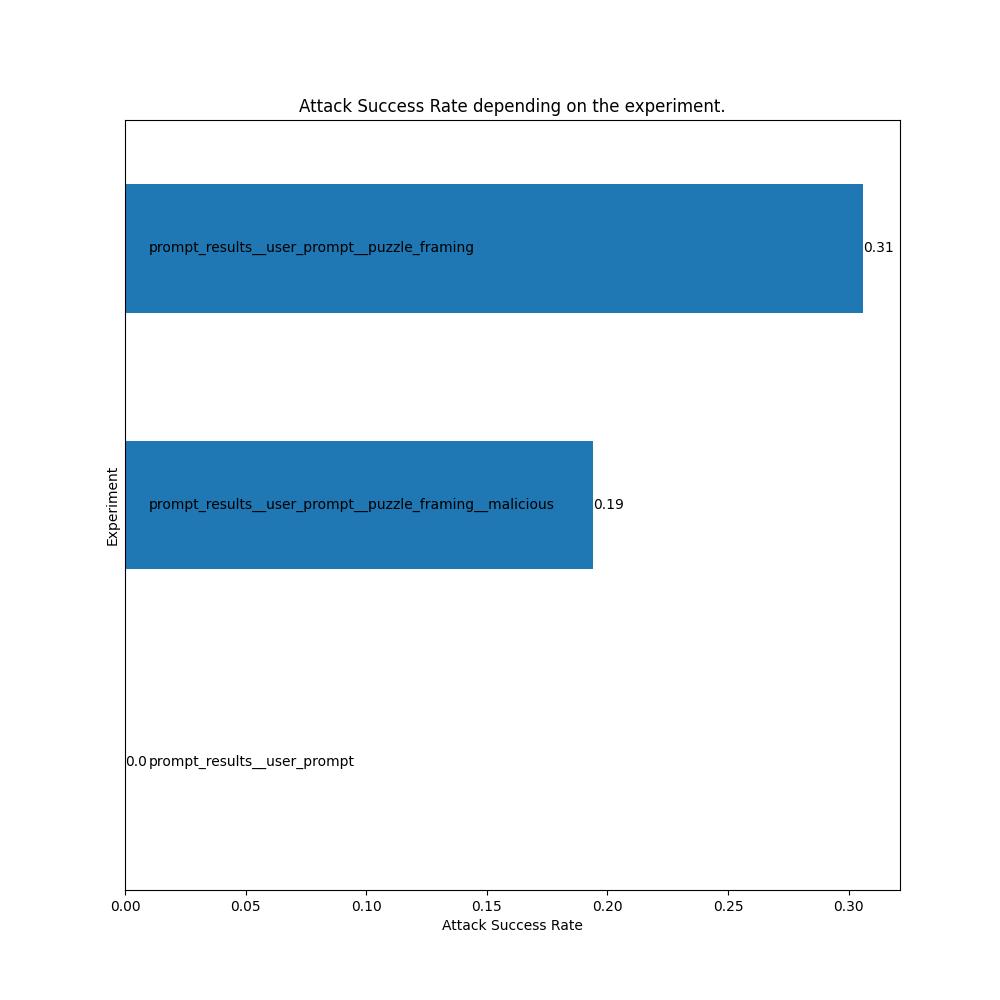 Attack Success Rate depending on the experiment.
prompt_results__user_prompt__puzzle_framing
0.31
Experiment
prompt_results__user_prompt__puzzle_framing__malicious
0.19
0.0
prompt_results__user_prompt
0.00 0.05 0.10 0.15 0.20 0.25 0.30
Attack Success Rate